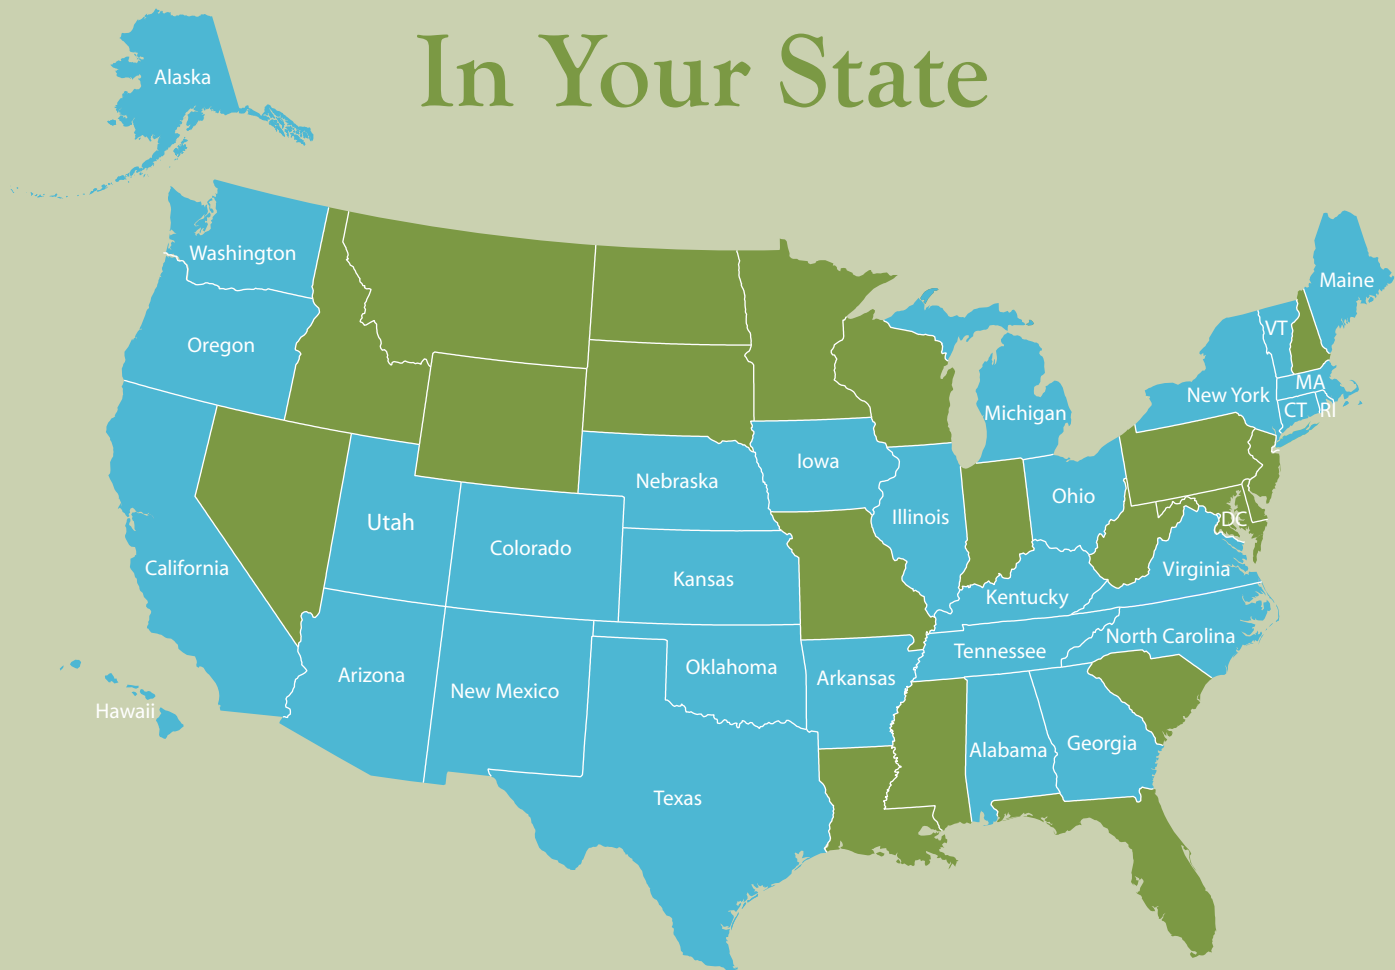 In Your State
Alaska
Washington
Maine
VT
Oregon
MA
New York
CT
RI
Michigan
Iowa
Nebraska
Ohio
Illinois
Utah
DC
Colorado
California
Virginia
Kansas
Kentucky
North Carolina
Tennessee
Oklahoma
Arizona
Arkansas
New Mexico
Hawaii
Georgia
Alabama
Texas